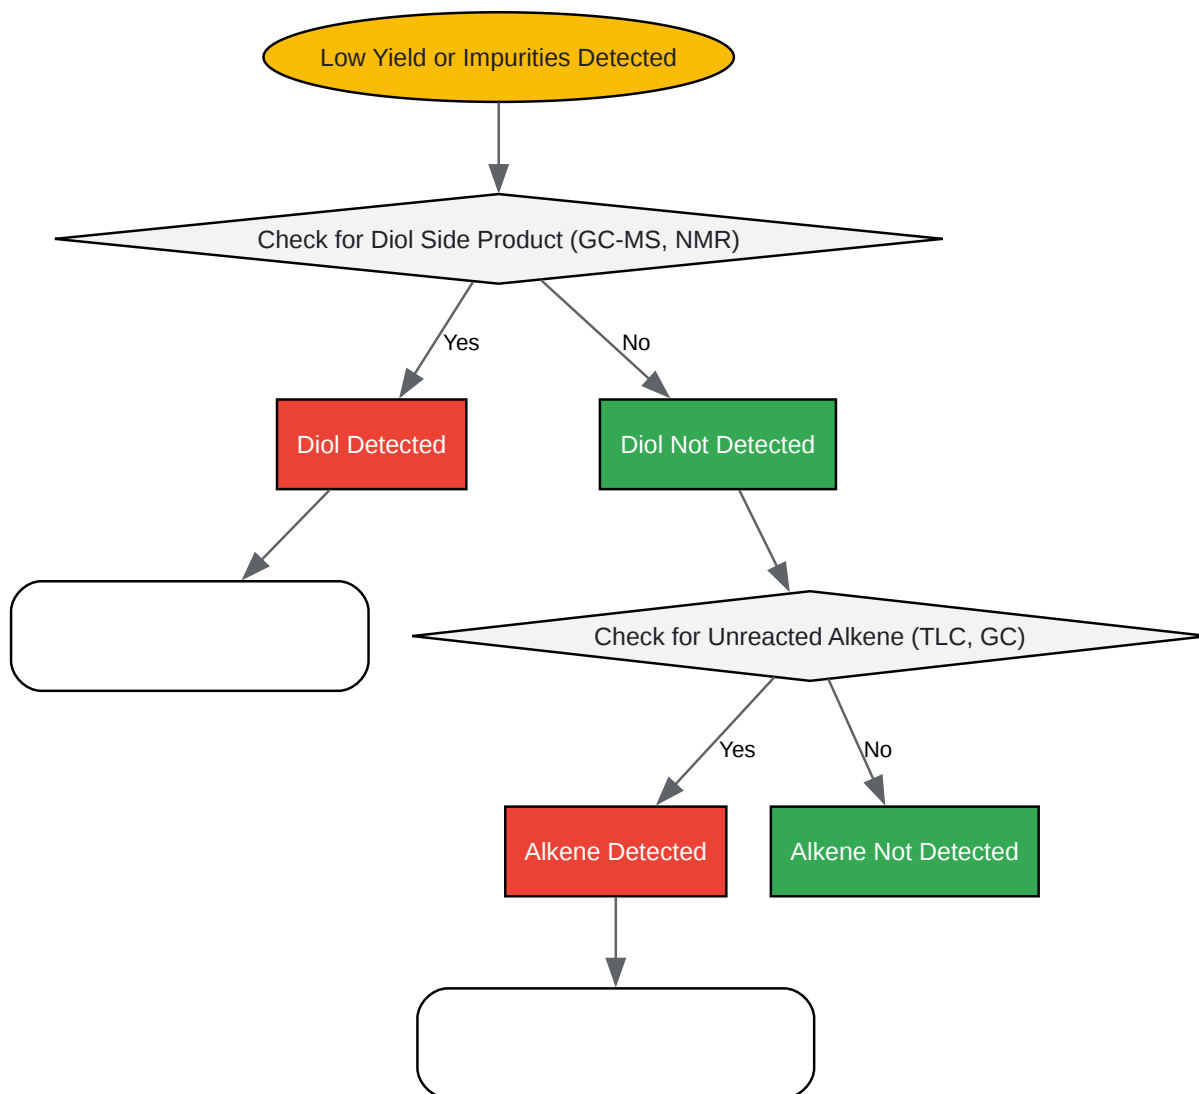 Low Yield or Impurities Detected
Check for Diol Side Product (GC-MS, NMR)
Yes
No
Diol Detected
Diol Not Detected
Check for Unreacted Alkene (TLC, GC)
Yes
No
Alkene Detected
Alkene Not Detected